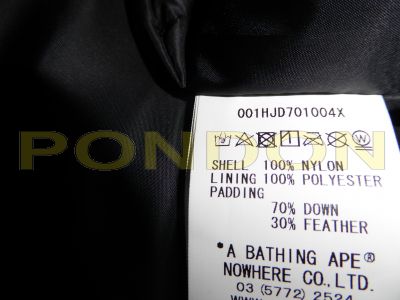 001HJD701004X
PONDON
SHELL 100% NYLON
LINING 100% POLYESTER
PADDING
70% DOWN
30% FEATHER
*A BATHING APE®
NOWHERE CO., LTD.
03 (5772) 2524